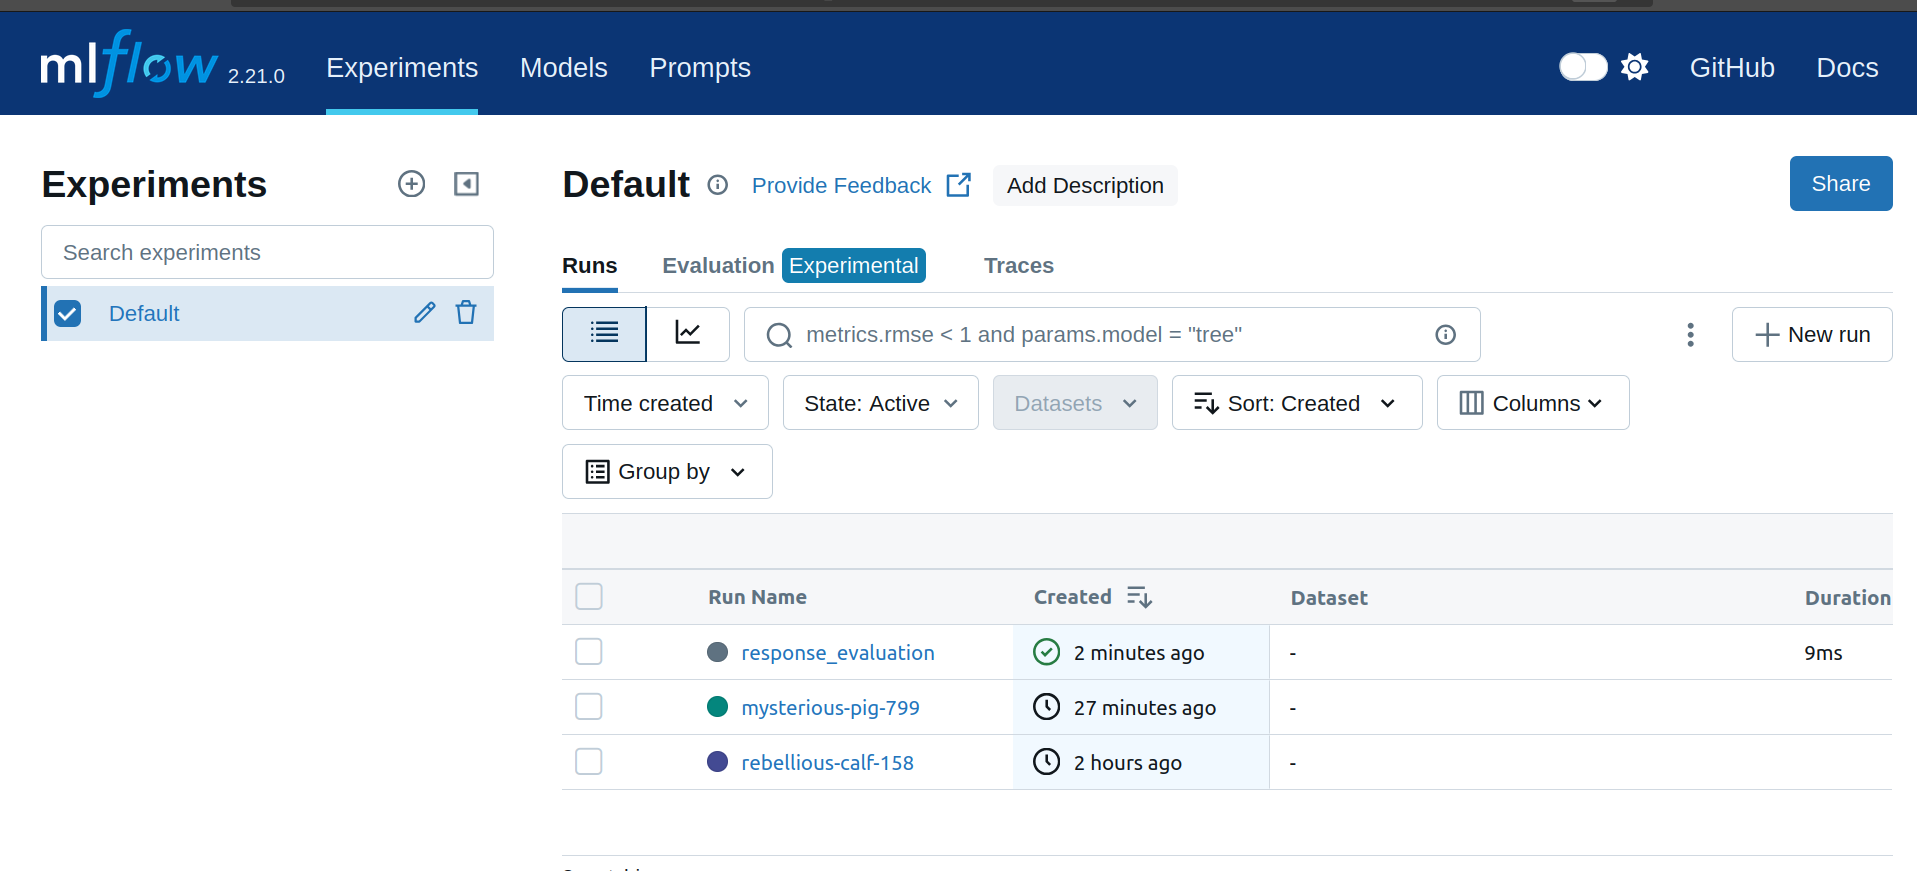 mlflow 2.21.0 Experiments Models Prompts GitHub Docs
Experiments
Search experiments
Default
Default Provide Feedback Add Description Share
Runs Evaluation Experimental Traces
metrics.rmse < 1 and params.model = "tree" New run
Time created State: Active Datasets Sort: Created Columns
Group by
Run Name Created Dataset Duration
response_evaluation 2 minutes ago - 9ms
mysterious-pig-799 27 minutes ago -
rebellious-calf-158 2 hours ago -